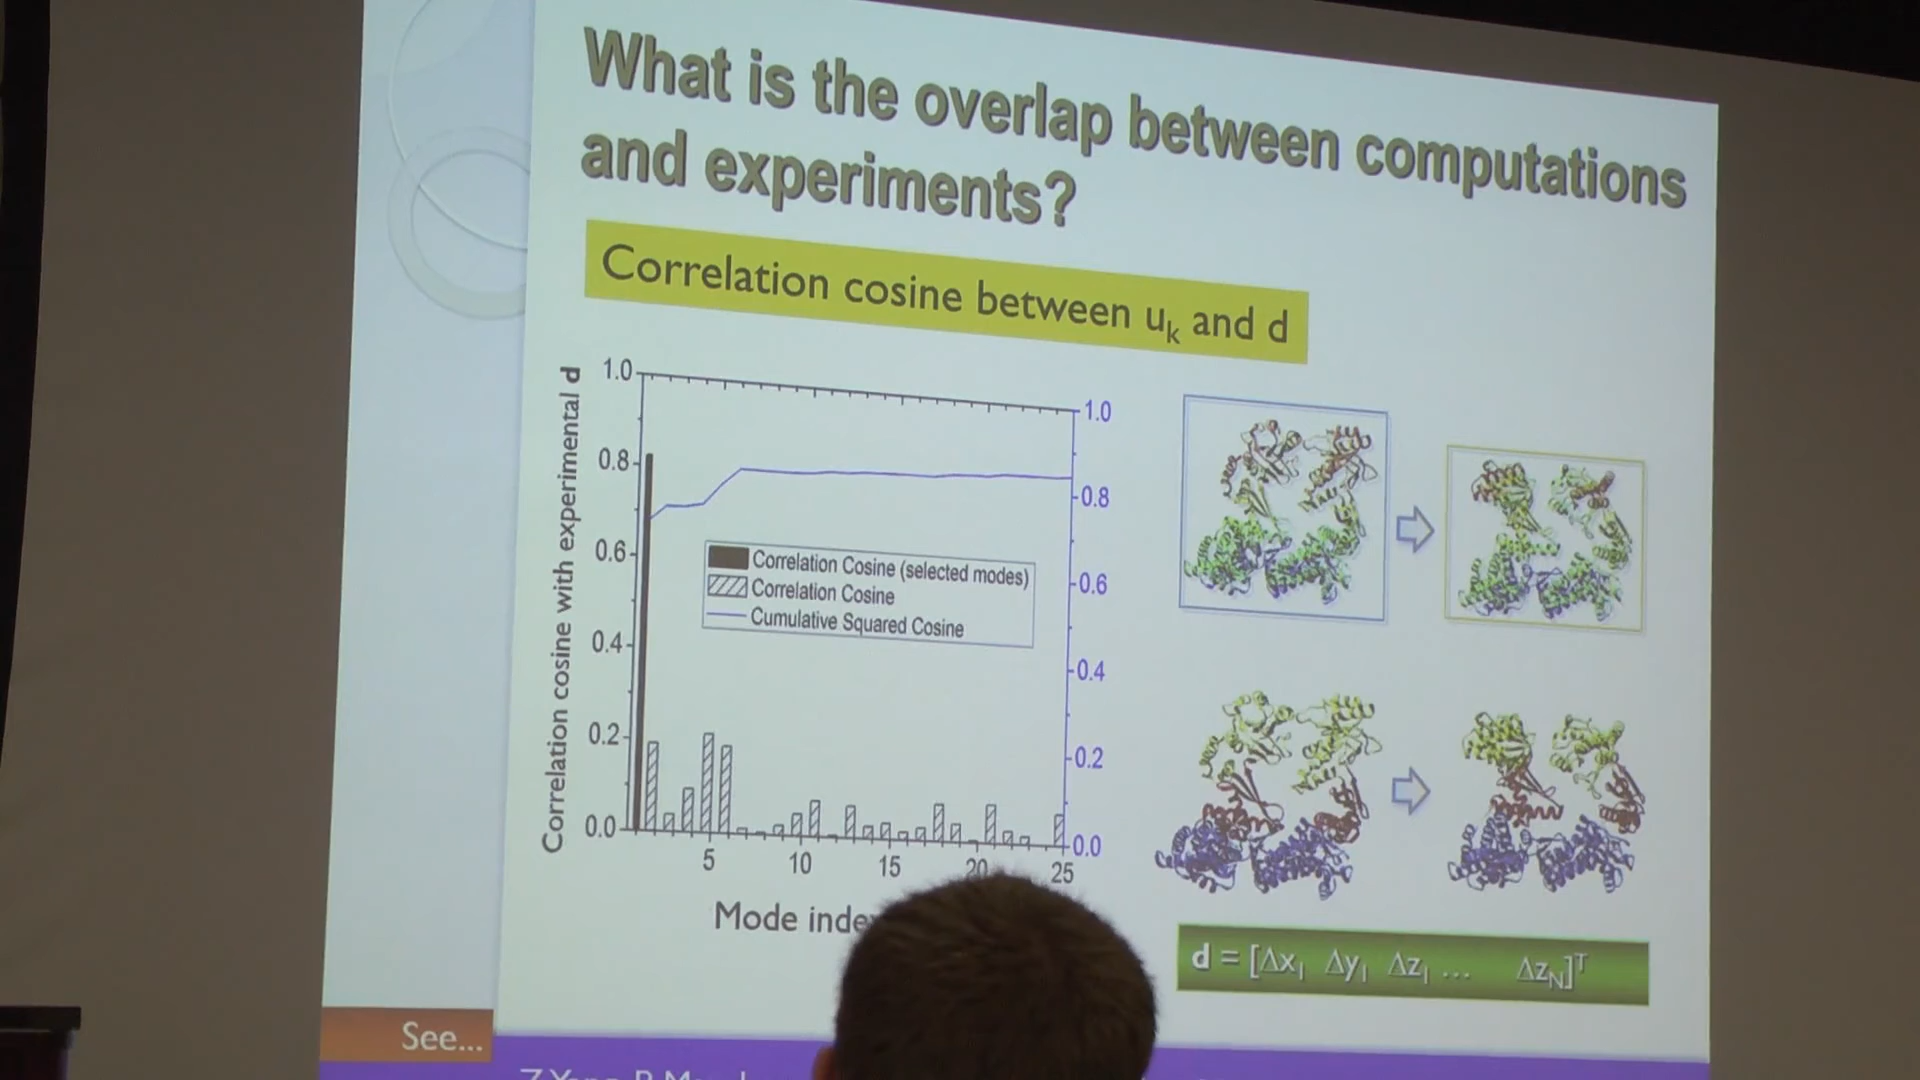 What is the overlap between computations
and experiments?
Correlation cosine between uk and d
Correlation cosine with experimental d
1.0
0.8
0.6
0.4
0.2
0.0
Correlation Cosine (selected modes)
Correlation Cosine
Cumulative Squared Cosine
1.0
0.8
0.6
0.4
0.2
0.0
5 10 15 20 25
Mode inde
d = [Δx1 Δy1 Δz1 ... ΔzN]T
See...